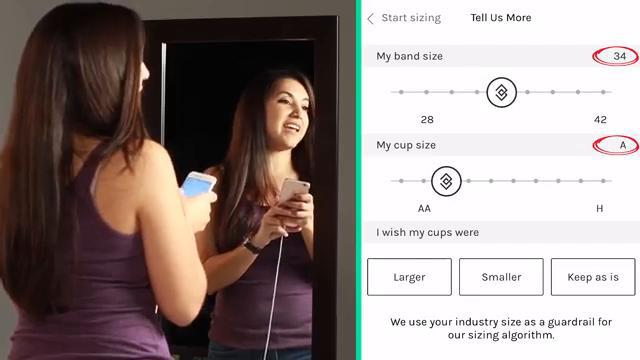 Start sizing Tell Us More
My band size 34
28 42
My cup size A
AA H
I wish my cups were
Larger Smaller Keep as is
We use your industry size as a guardrail for
our sizing algorithm.